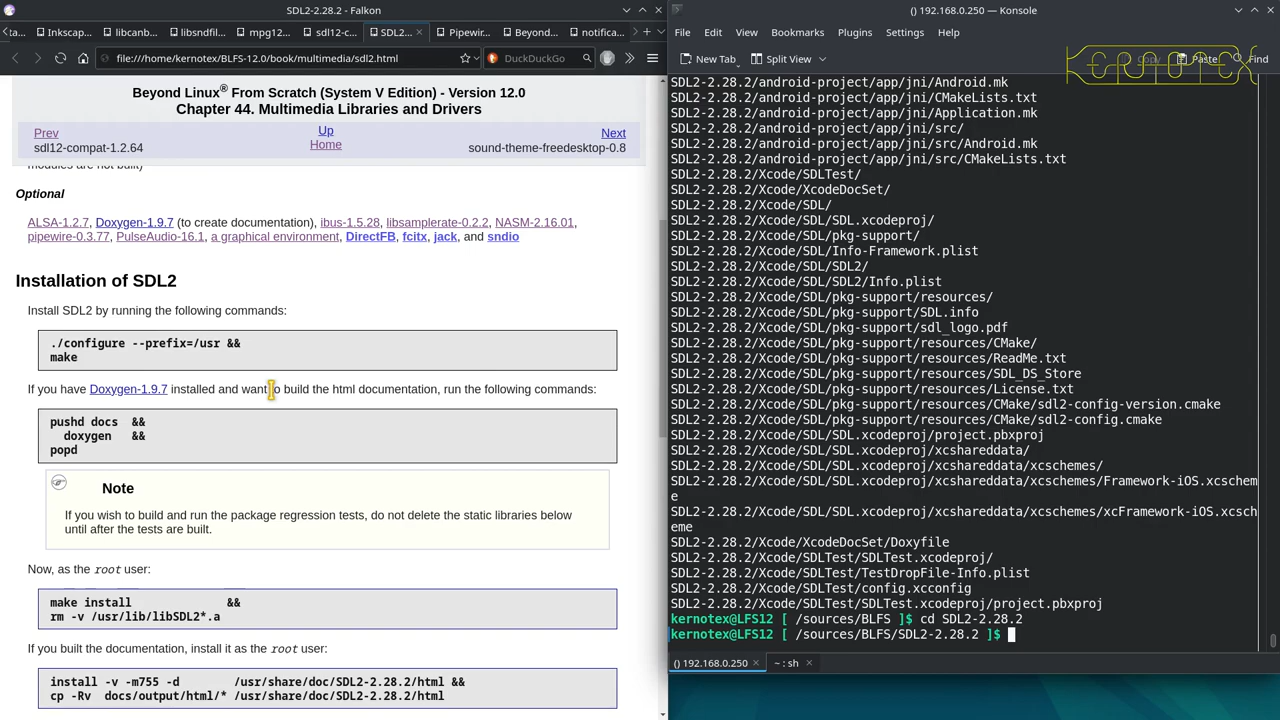 SDL2-2.28.2 / Falkon
ta...
Inkscap...
libcanb...
libsndfil...
mpg12...
sdl12-c...
SDL2...
Pipewir...
Beyond...
notifica...
file:///home/kernotex/BLFS-12.0/book/multimedia/sdl2.html
DuckDuckGo
Beyond Linux® From Scratch (System V Edition) - Version 12.0
Chapter 44. Multimedia Libraries and Drivers
Prev Up Next
sdl12-compat-1.2.64 Home sound-theme-freedesktop-0.8
modules are not built)
Optional
ALSA-1.2.7, Doxygen-1.9.7 (to create documentation), ibus-1.5.28, libsamplerate-0.2.2, NASM-2.16.01,
pipewire-0.3.77, PulseAudio-16.1, a graphical environment, DirectFB, fcitx, jack, and sndio
Installation of SDL2
Install SDL2 by running the following commands:
./configure --prefix=/usr &&
make
If you have Doxygen-1.9.7 installed and want to build the html documentation, run the following commands:
pushd docs  &&
  doxygen   &&
popd
Note
If you wish to build and run the package regression tests, do not delete the static libraries below
until after the tests are built.
Now, as the root user:
make install              &&
rm -v /usr/lib/libSDL2*.a
If you built the documentation, install it as the root user:
install -v -m755 -d        /usr/share/doc/SDL2-2.28.2/html &&
cp -Rv  docs/output/html/* /usr/share/doc/SDL2-2.28.2/html
() 192.168.0.250 — Konsole
File Edit View Bookmarks Plugins Settings Help
New Tab Split View Copy Paste Find
kernotex
SDL2-2.28.2/android-project/app/jni/Android.mk
SDL2-2.28.2/android-project/app/jni/CMakeLists.txt
SDL2-2.28.2/android-project/app/jni/Application.mk
SDL2-2.28.2/android-project/app/jni/src/
SDL2-2.28.2/android-project/app/jni/src/Android.mk
SDL2-2.28.2/android-project/app/jni/src/CMakeLists.txt
SDL2-2.28.2/Xcode/SDLTest/
SDL2-2.28.2/Xcode/XcodeDocSet/
SDL2-2.28.2/Xcode/SDL/
SDL2-2.28.2/Xcode/SDL/SDL.xcodeproj/
SDL2-2.28.2/Xcode/SDL/pkg-support/
SDL2-2.28.2/Xcode/SDL/Info-Framework.plist
SDL2-2.28.2/Xcode/SDL/SDL2/
SDL2-2.28.2/Xcode/SDL/SDL2/Info.plist
SDL2-2.28.2/Xcode/SDL/pkg-support/resources/
SDL2-2.28.2/Xcode/SDL/pkg-support/SDL.info
SDL2-2.28.2/Xcode/SDL/pkg-support/sdl_logo.pdf
SDL2-2.28.2/Xcode/SDL/pkg-support/resources/CMake/
SDL2-2.28.2/Xcode/SDL/pkg-support/resources/ReadMe.txt
SDL2-2.28.2/Xcode/SDL/pkg-support/resources/SDL_DS_Store
SDL2-2.28.2/Xcode/SDL/pkg-support/resources/License.txt
SDL2-2.28.2/Xcode/SDL/pkg-support/resources/CMake/sdl2-config-version.cmake
SDL2-2.28.2/Xcode/SDL/pkg-support/resources/CMake/sdl2-config.cmake
SDL2-2.28.2/Xcode/SDL/SDL.xcodeproj/project.pbxproj
SDL2-2.28.2/Xcode/SDL/SDL.xcodeproj/xcshareddata/
SDL2-2.28.2/Xcode/SDL/SDL.xcodeproj/xcshareddata/xcschemes/
SDL2-2.28.2/Xcode/SDL/SDL.xcodeproj/xcshareddata/xcschemes/Framework-iOS.xcschem
e
SDL2-2.28.2/Xcode/SDL/SDL.xcodeproj/xcshareddata/xcschemes/xcFramework-iOS.xcsch
eme
SDL2-2.28.2/Xcode/XcodeDocSet/Doxyfile
SDL2-2.28.2/Xcode/SDLTest/SDLTest.xcodeproj/
SDL2-2.28.2/Xcode/SDLTest/TestDropFile-Info.plist
SDL2-2.28.2/Xcode/SDLTest/config.xcconfig
SDL2-2.28.2/Xcode/SDLTest/SDLTest.xcodeproj/project.pbxproj
kernotex@LFS12 [ /sources/BLFS ]$ cd SDL2-2.28.2
kernotex@LFS12 [ /sources/BLFS/SDL2-2.28.2 ]$
() 192.168.0.250
~ : sh